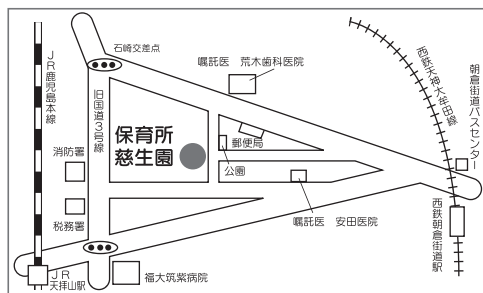 石崎交差点
JR鹿児島本線
旧国道3号線
嘱託医 荒木歯科医院
西鉄天神大牟田線
朝倉街道バスセンター
消防署
保育所
慈生園
郵便局
公園
税務署
嘱託医 安田医院
西鉄朝倉街道駅
JR
天拝山駅
福大筑紫病院